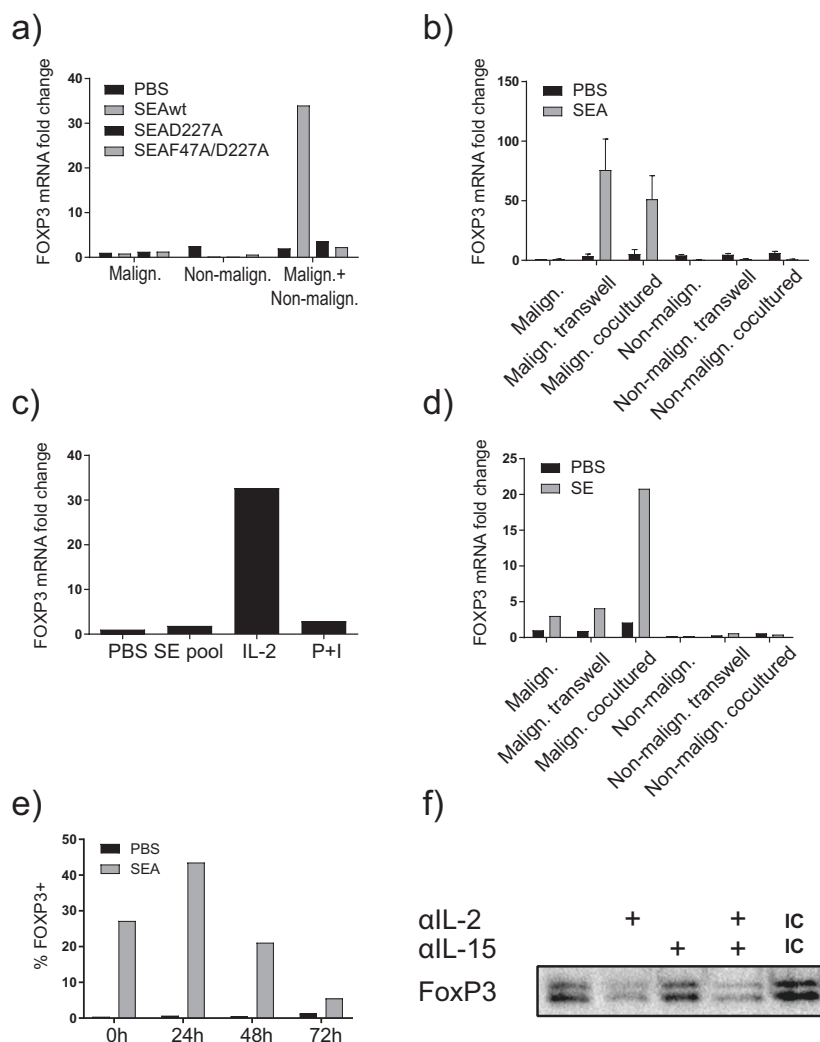 a)
FOXP3 mRNA fold change
40
30
20
10
0
PBS
SEAwt
SEAD227A
SEAF47A/D227A
Malign.
Non-malign.
Malign.+
Non-malign.
b)
FOXP3 mRNA fold change
150
100
50
0
PBS
SEA
Malign.
Malign. transwell
Malign. cocultured
Non-malign.
Non-malign. transwell
Non-malign. cocultured
c)
FOXP3 mRNA fold change
40
30
20
10
0
PBS SE pool IL-2 P+I
d)
FOXP3 mRNA fold change
25
20
15
10
5
0
PBS
SE
Malign.
Malign. transwell
Malign. cocultured
Non-malign.
Non-malign. transwell
Non-malign. cocultured
e)
% FOXP3+
50
40
30
20
10
0
PBS
SEA
0h 24h 48h 72h
f)
αIL-2 + + IC
αIL-15 + + IC
FoxP3